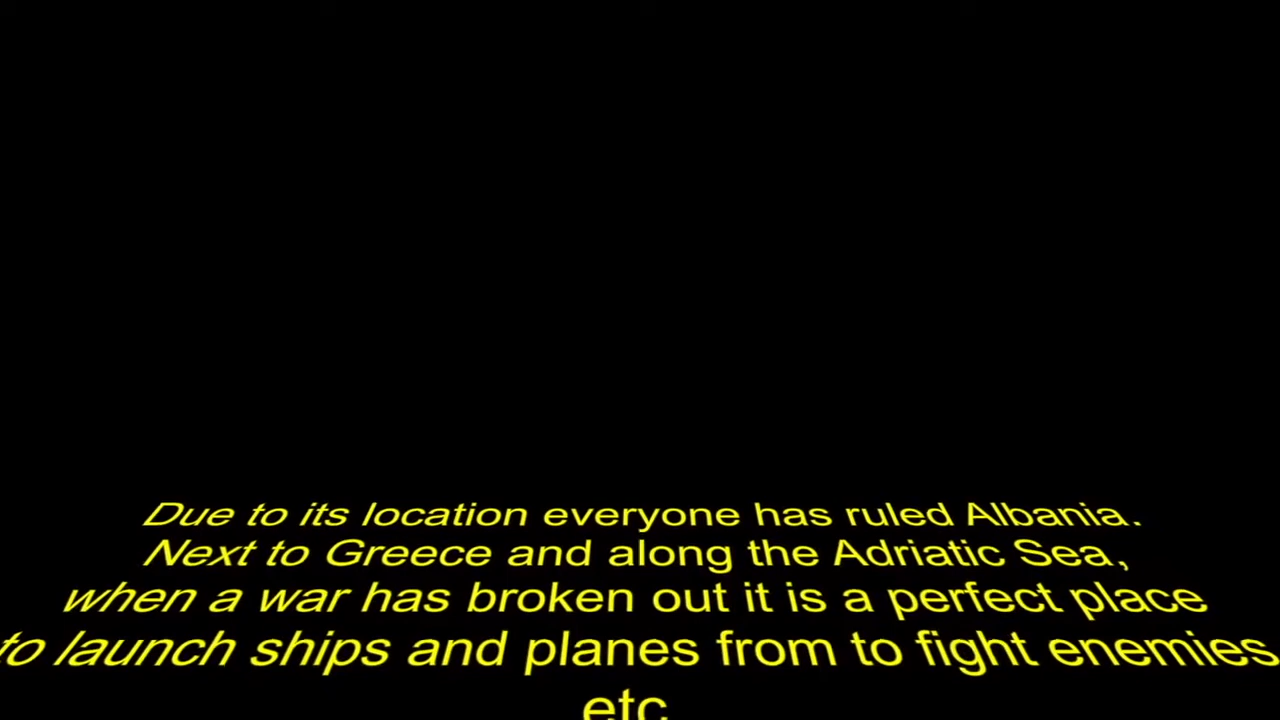 Due to its location everyone has ruled Albania.
Next to Greece and along the Adriatic Sea,
when a war has broken out it is a perfect place
to launch ships and planes from to fight enemies
etc